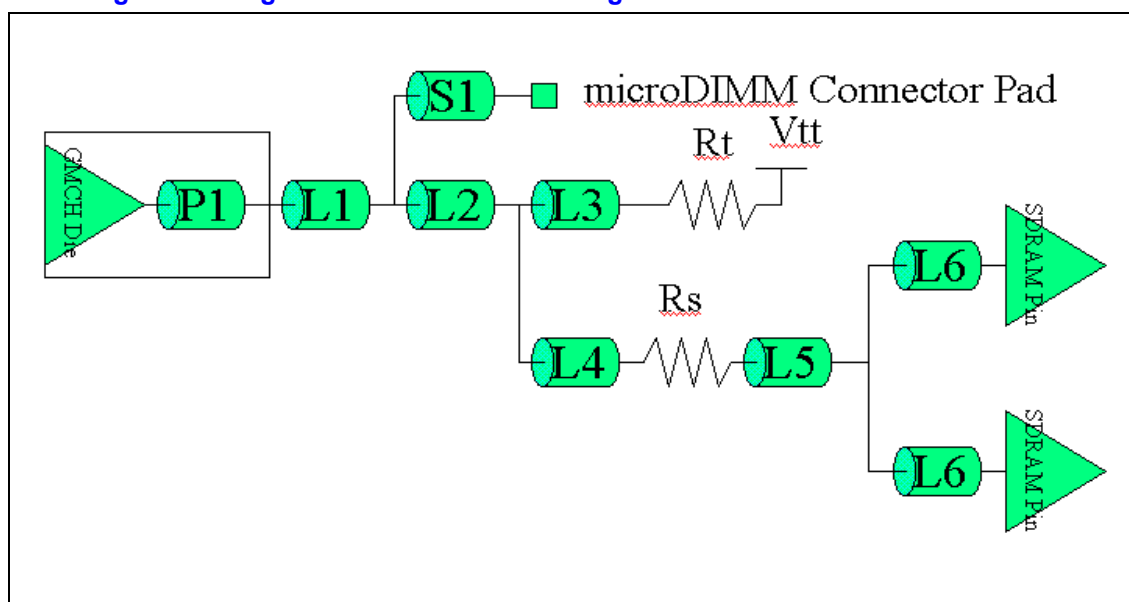 S1
microDIMM Connector Pad
Vtt
Rt
GMCH Die
P1
L1
L2
L3
SDRAM Pin
L6
Rs
L4
L5
SDRAM Pin
L6